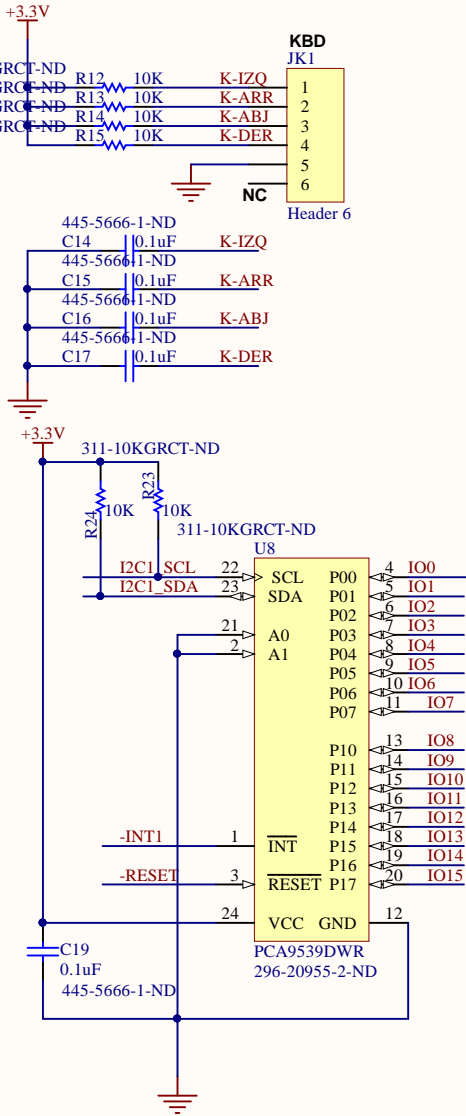 +3.3V
KBD
JK1
GRCT-ND
R12 10K K-IZQ 1
GRCT-ND
R13 10K K-ARR 2
GRCT-ND
R14 10K K-ABJ 3
GRCT-ND
R15 10K K-DER 4
5
NC 6
Header 6
445-5666-1-ND
C14 0.1uF K-IZQ
445-5666-1-ND
C15 0.1uF K-ARR
445-5666-1-ND
C16 0.1uF K-ABJ
445-5666-1-ND
C17 0.1uF K-DER
+3.3V
311-10KGRCT-ND
R24 10K R23 10K
311-10KGRCT-ND
U8
I2C1_SCL 22 SCL P00 4 IO0
I2C1_SDA 23 SDA P01 5 IO1
P02 6 IO2
21 A0 P03 7 IO3
2 A1 P04 8 IO4
P05 9 IO5
P06 10 IO6
P07 11 IO7
P10 13 IO8
P11 14 IO9
P12 15 IO10
P13 16 IO11
P14 17 IO12
-INT1 1 INT P15 18 IO13
P16 19 IO14
-RESET 3 RESET P17 20 IO15
24 VCC GND 12
C19
0.1uF
445-5666-1-ND
PCA9539DWR
296-20955-2-ND